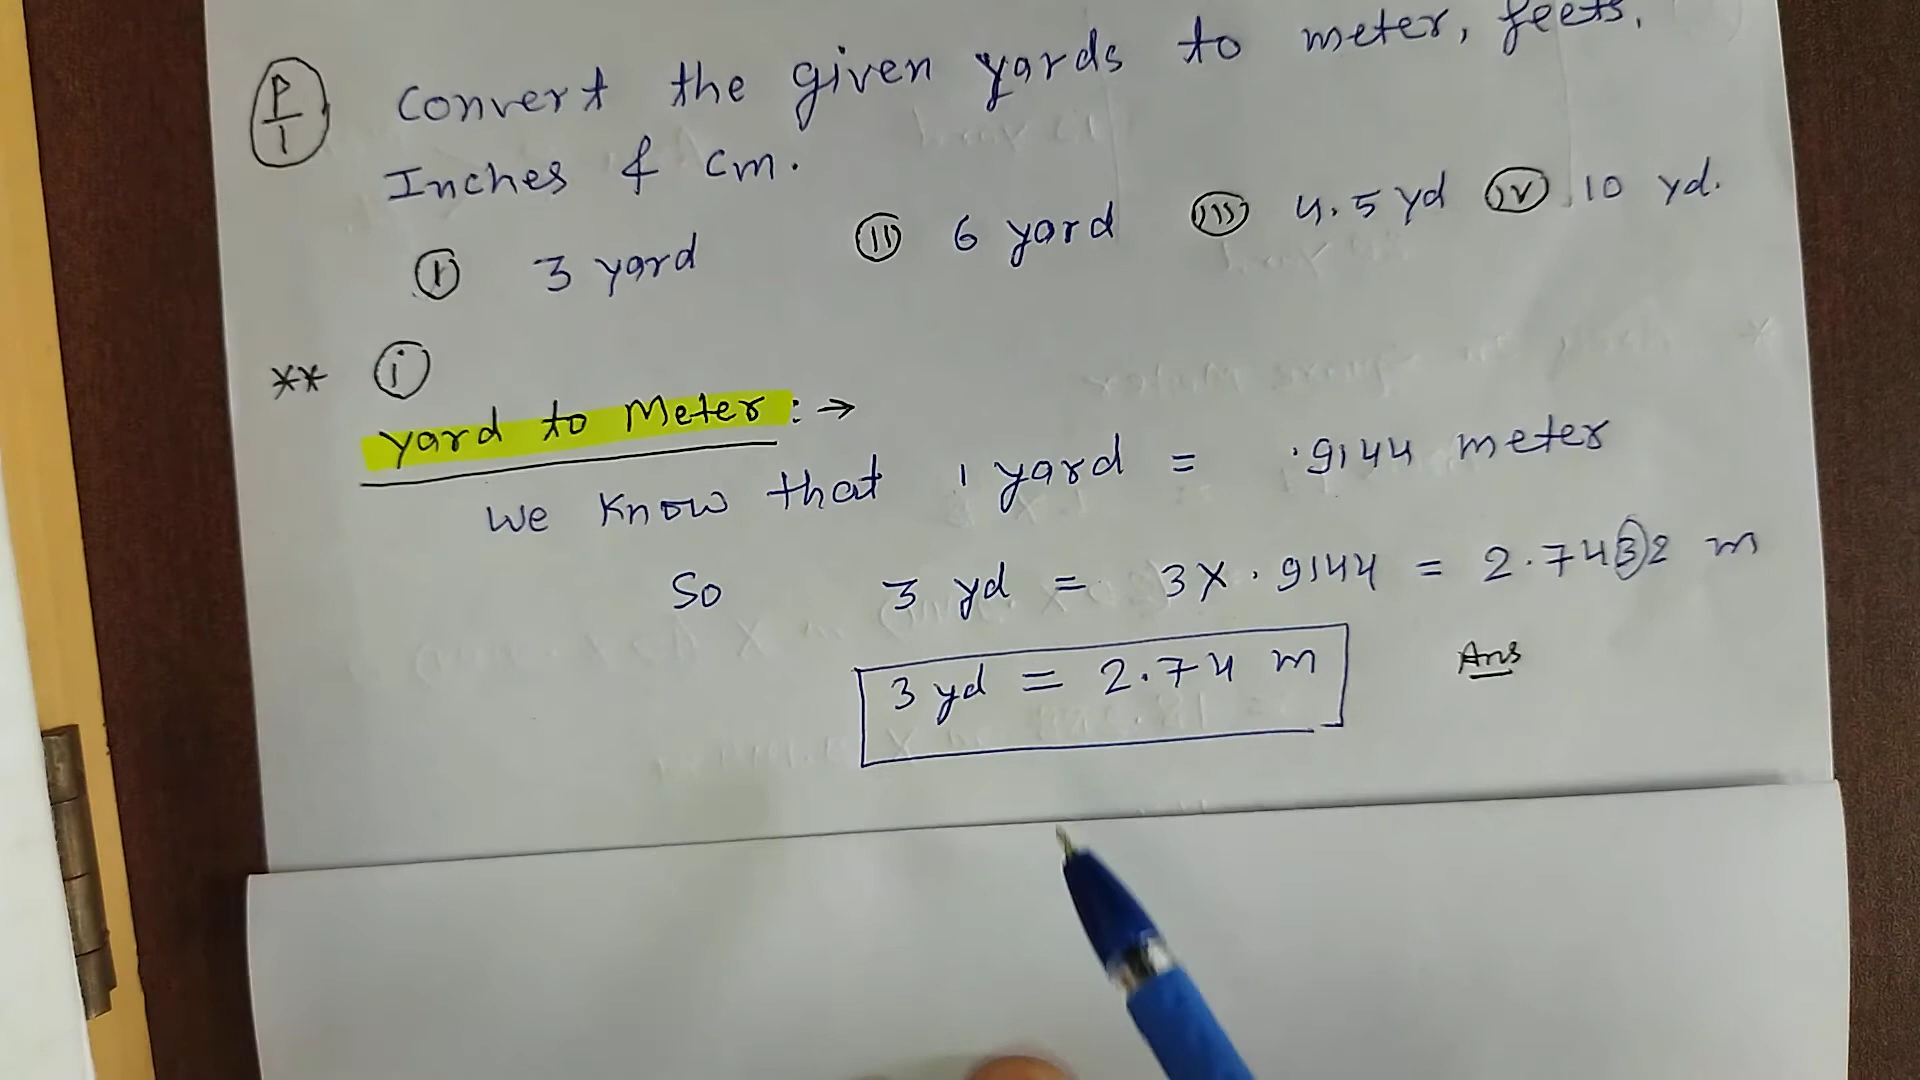 P/1 Convert the given yards to meter, feets,
Inches & cm.
(i) 3 yard (ii) 6 yard (iii) 4.5 yd (iv) 10 yd.
** (i)
Yard to Meter : →
We know that 1 yard = .9144 meter
So 3 yd = 3 x .9144 = 2.7432 m
3 yd = 2.74 m Ans